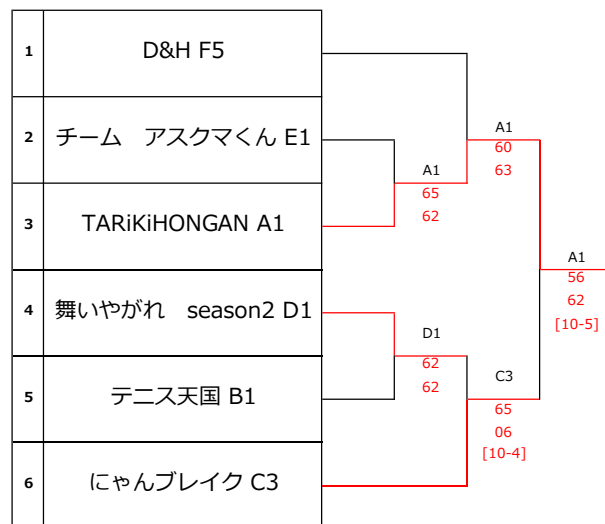 1 D&H F5
2 チーム　アスクマくん E1
3 TARiKiHONGAN A1
4 舞いやがれ　season2 D1
5 テニス天国 B1
6 にゃんブレイク C3
A1
65
62
D1
62
62
A1
60
63
C3
65
06
[10-4]
A1
56
62
[10-5]